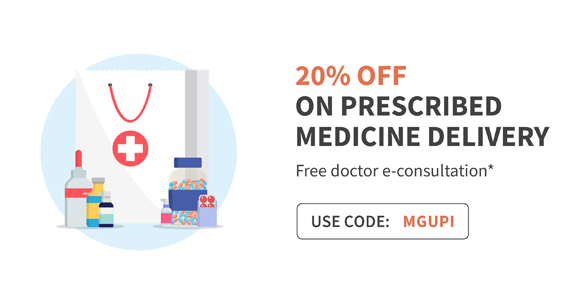 20% OFF
ON PRESCRIBED
MEDICINE DELIVERY
Free doctor e-consultation*
USE CODE: MGUPI